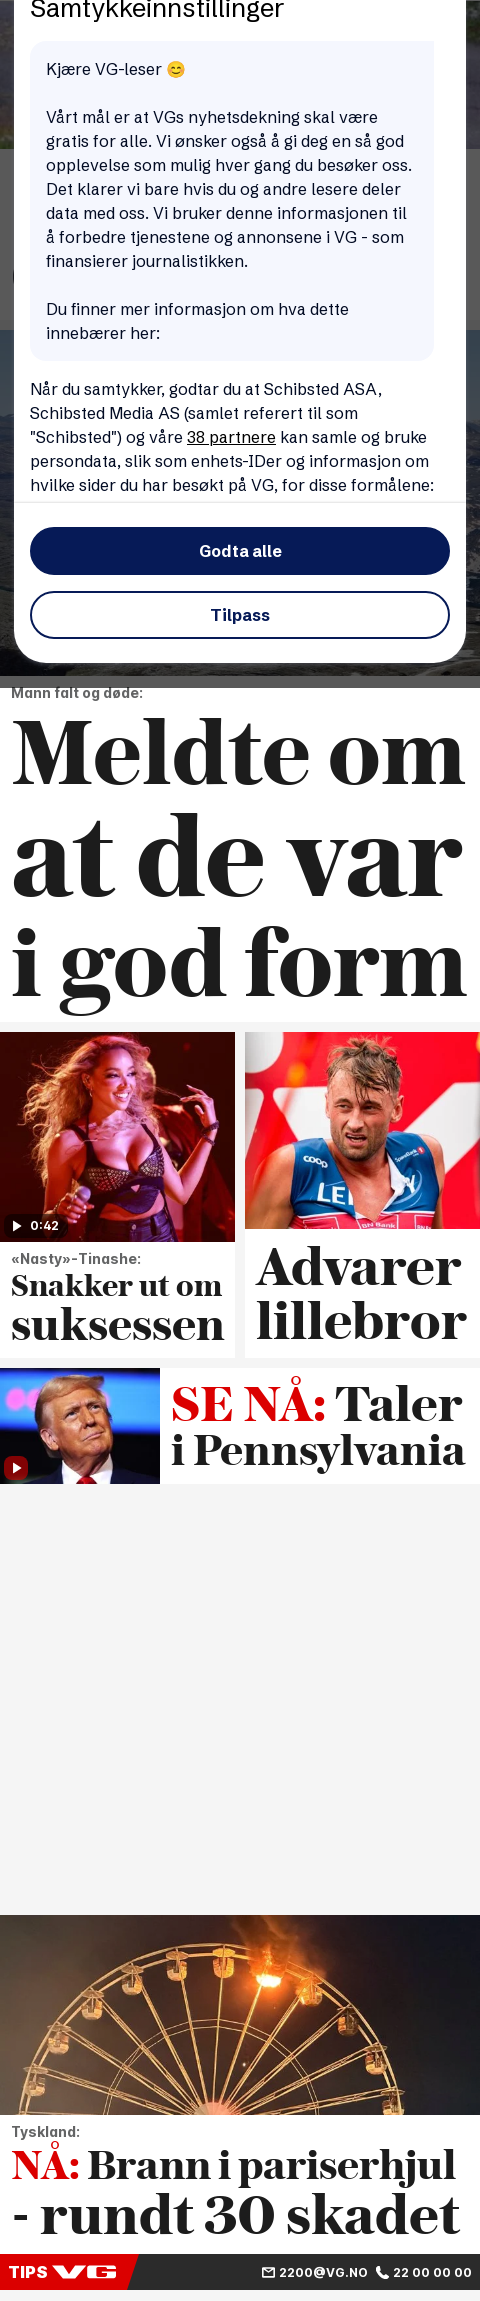 Samtykkeinnstillinger
Kjære VG-leser 😊
Vårt mål er at VGs nyhetsdekning skal være
gratis for alle. Vi ønsker også å gi deg en så god
opplevelse som mulig hver gang du besøker oss.
Det klarer vi bare hvis du og andre lesere deler
data med oss. Vi bruker denne informasjonen til
å forbedre tjenestene og annonsene i VG - som
finansierer journalistikken.
Du finner mer informasjon om hva dette
innebærer her:
Når du samtykker, godtar du at Schibsted ASA,
Schibsted Media AS (samlet referert til som
"Schibsted") og våre 38 partnere kan samle og bruke
persondata, slik som enhets-IDer og informasjon om
hvilke sider du har besøkt på VG, for disse formålene:
Godta alle
Tilpass
Mann falt og døde:
Meldte om
at de var
i god form
0:42
«Nasty»-Tinashe:
Snakker ut om
suksessen
coop
Advarer
lillebror
SE NÅ: Taler
i Pennsylvania
Tyskland:
NÅ: Brann i pariserhjul
- rundt 30 skadet
TIPS VG
2200@VG.NO 22 00 00 00